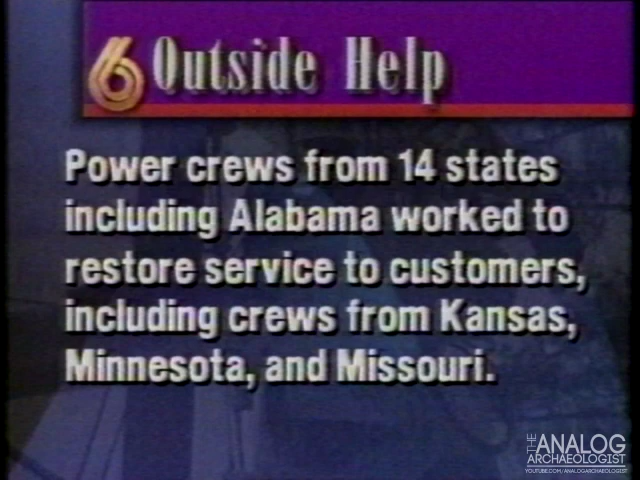 6 Outside Help
Power crews from 14 states
including Alabama worked to
restore service to customers,
including crews from Kansas,
Minnesota, and Missouri.
THE ANALOG
ARCHAEOLOGIST
YOUTUBE.COM/ANALOGARCHAEOLOGIST